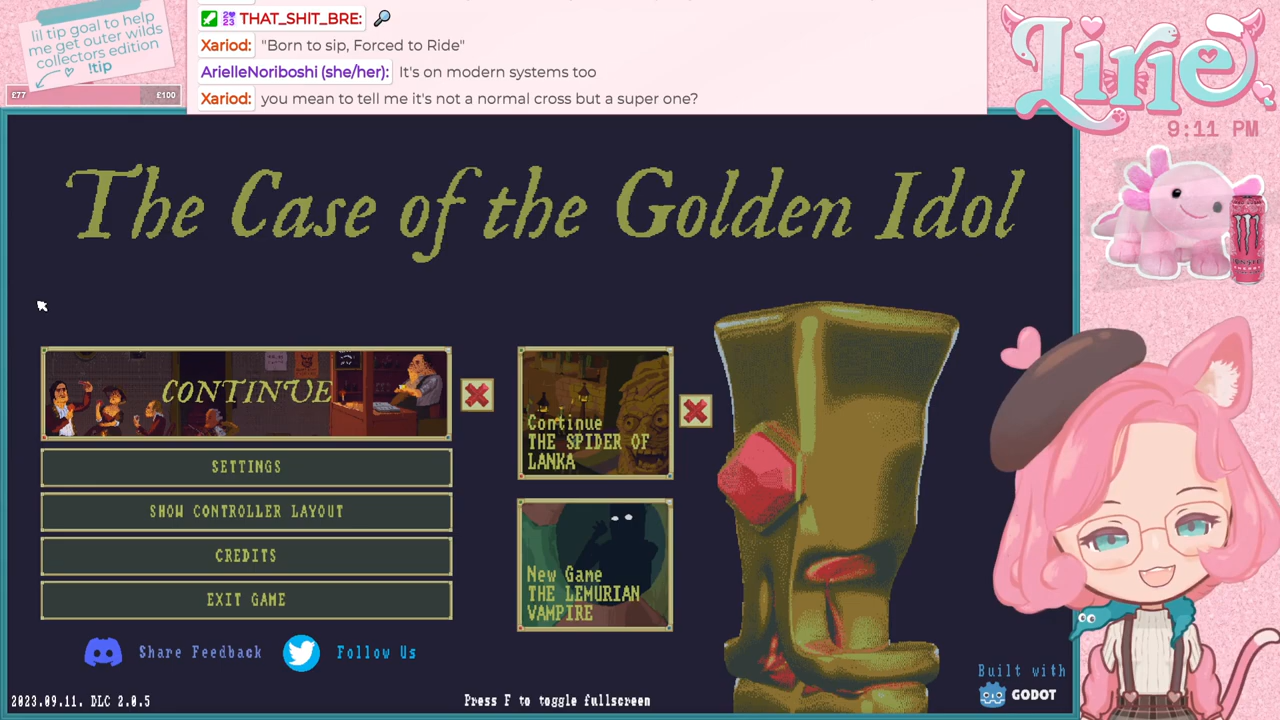 lil tip goal to help
me get outer wilds
collectors edition
!tip
£77
£100
THAT_SHIT_BRE:
Xariod: "Born to sip, Forced to Ride"
ArielleNoriboshi (she/her): It's on modern systems too
Xariod: you mean to tell me it's not a normal cross but a super one?
Lirie
9:11 PM
The Case of the Golden Idol
CONTINUE
SETTINGS
SHOW CONTROLLER LAYOUT
CREDITS
EXIT GAME
Continue
THE SPIDER OF
LANKA
New Game
THE LEMURIAN
VAMPIRE
Share Feedback
Follow Us
2023.09.11. DLC 2.0.5
Press F to toggle fullscreen
Built with
GODOT